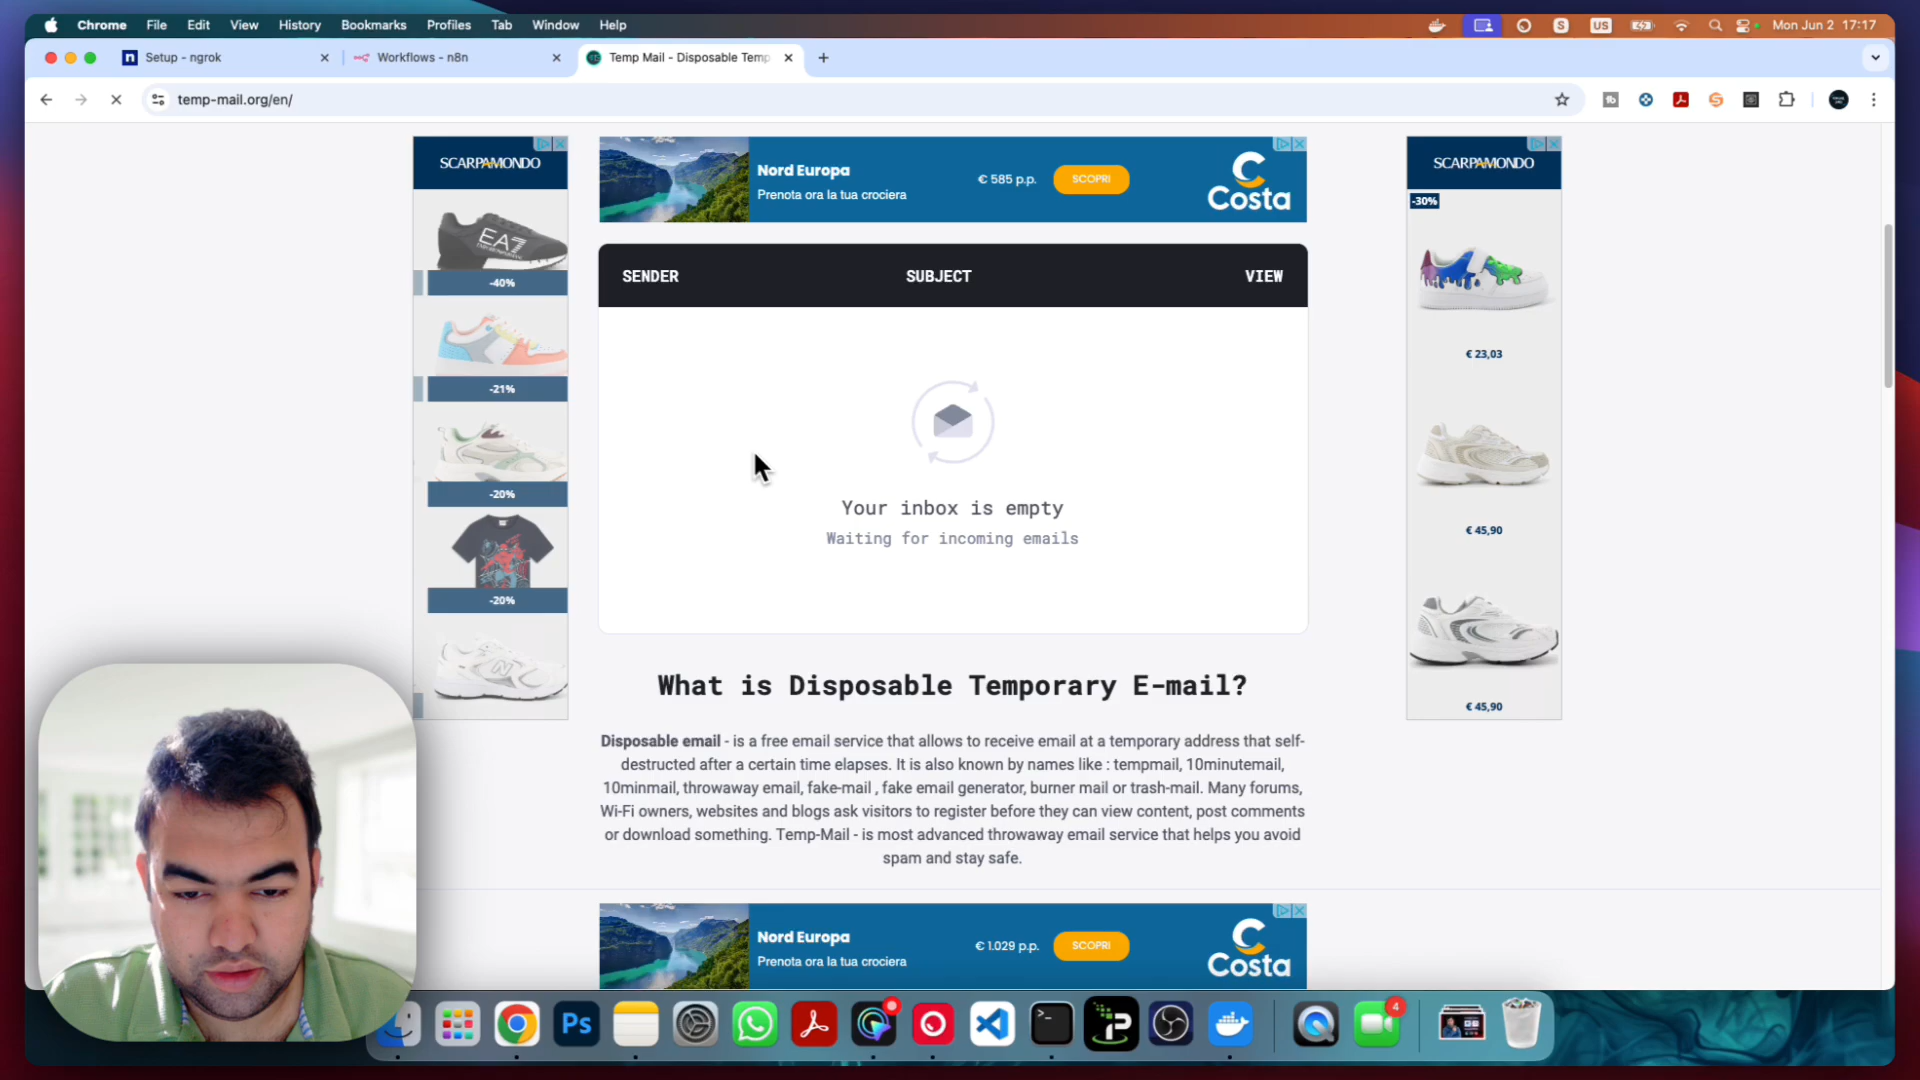 Chrome File Edit View History Bookmarks Profiles Tab Window Help
S US Mon Jun 2 17:17
Setup - ngrok
Workflows - n8n
Temp Mail - Disposable Temp
temp-mail.org/en/
SCARPAMONDO
EA7
-40%
-21%
-20%
-20%
Nord Europa
Prenota ora la tua crociera
€ 585 p.p.
SCOPRI
Costa
SENDER SUBJECT VIEW
Your inbox is empty
Waiting for incoming emails
SCARPAMONDO
-30%
€ 23,03
€ 45,90
€ 45,90
What is Disposable Temporary E-mail?
Disposable email - is a free email service that allows to receive email at a temporary address that self-
destructed after a certain time elapses. It is also known by names like : tempmail, 10minutemail,
10minmail, throwaway email, fake-mail , fake email generator, burner mail or trash-mail. Many forums,
Wi-Fi owners, websites and blogs ask visitors to register before they can view content, post comments
or download something. Temp-Mail - is most advanced throwaway email service that helps you avoid
spam and stay safe.
Nord Europa
Prenota ora la tua crociera
€ 1.029 p.p.
SCOPRI
Costa
Ps
4